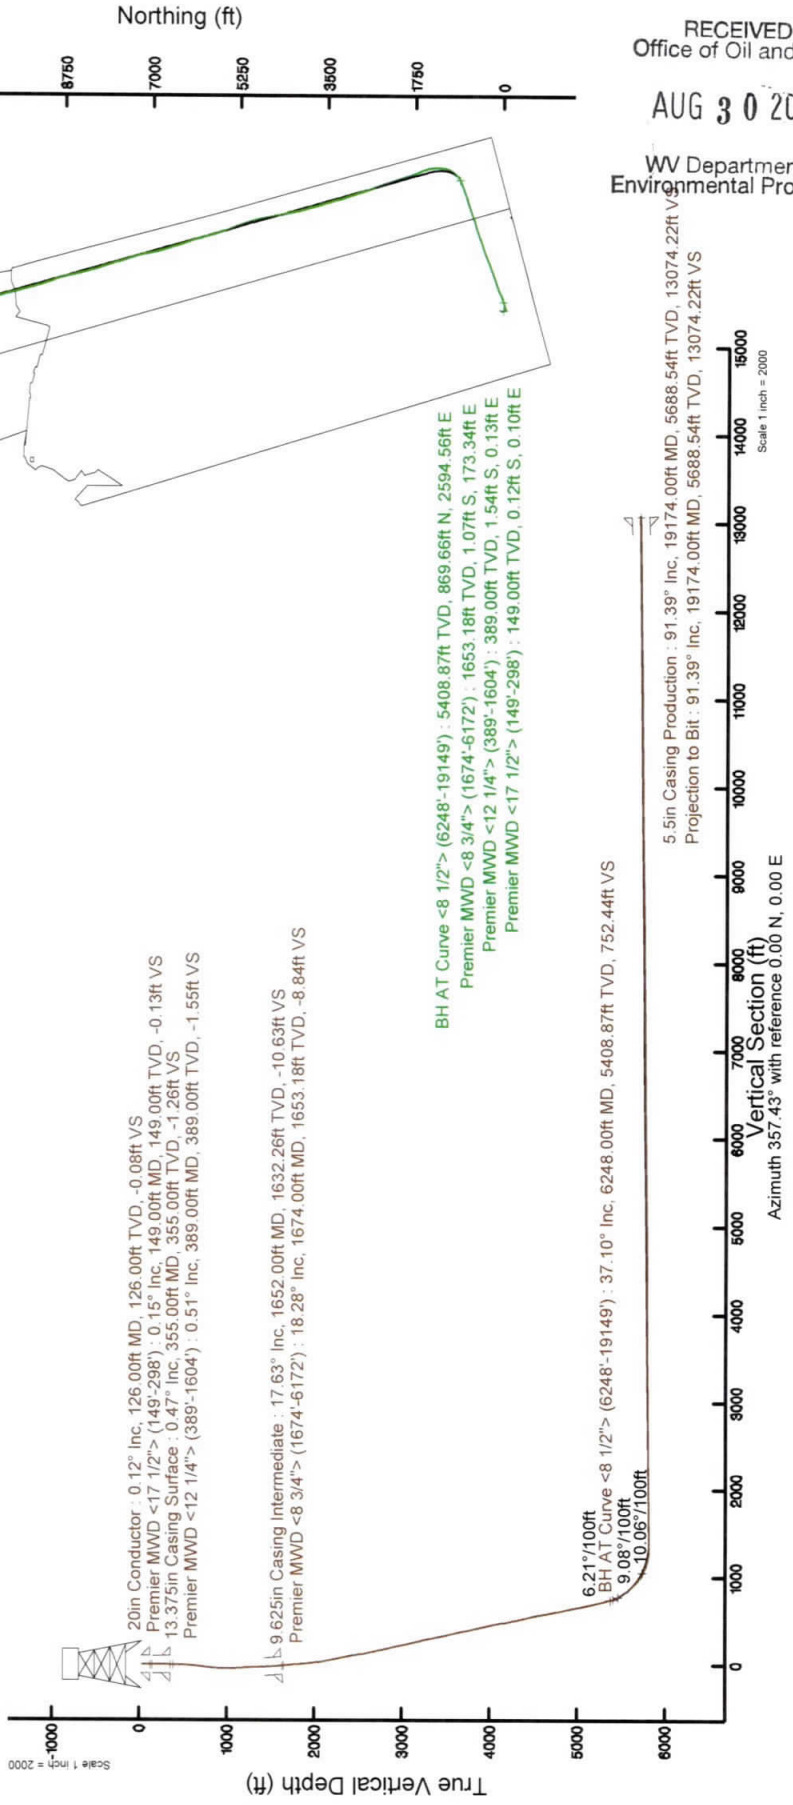 Northing (ft)
8750
7000
5250
3500
1750
0
RECEIVED
Office of Oil and
AUG 3 0 20
WV Departmen
Environmental Pro
BH AT Curve <8 1/2"> (6248'-19149') : 5408.87ft TVD, 869.66ft N, 2594.56ft E
Premier MWD <8 3/4"> (1674'-6172') : 1653.18ft TVD, 1.07ft S, 173.34ft E
Premier MWD <12 1/4"> (389'-1604') : 389.00ft TVD, 1.54ft S, 0.13ft E
Premier MWD <17 1/2"> (149'-298') : 149.00ft TVD, 0.12ft S, 0.10ft E
20in Conductor : 0.12° Inc, 126.00ft MD, 126.00ft TVD, -0.08ft VS
Premier MWD <17 1/2"> (149'-298') : 0.15° Inc, 149.00ft MD, 149.00ft TVD, -0.13ft VS
13.375in Casing Surface : 0.47° Inc, 355.00ft MD, 355.00ft TVD, -1.26ft VS
Premier MWD <12 1/4"> (389'-1604') : 0.51° Inc, 389.00ft MD, 389.00ft TVD, -1.55ft VS
9.625in Casing Intermediate : 17.63° Inc, 1652.00ft MD, 1632.26ft TVD, -10.63ft VS
Premier MWD <8 3/4"> (1674'-6172') : 18.28° Inc, 1674.00ft MD, 1653.18ft TVD, -8.84ft VS
6.21°/100ft
BH AT Curve <8 1/2"> (6248'-19149') : 37.10° Inc, 6248.00ft MD, 5408.87ft TVD, 752.44ft VS
9.08°/100ft
10.06°/100ft
5.5in Casing Production : 91.39° Inc, 19174.00ft MD, 5688.54ft TVD, 13074.22ft VS
Projection to Bit : 91.39° Inc, 19174.00ft MD, 5688.54ft TVD, 13074.22ft VS
Scale 1 inch = 2000
True Vertical Depth (ft)
-1000
0
1000
2000
3000
4000
5000
6000
0
1000
2000
3000
4000
5000
6000
7000
8000
9000
10000
11000
12000
13000
14000
15000
Scale 1 inch = 2000
Vertical Section (ft)
Azimuth 357.43° with reference 0.00 N, 0.00 E